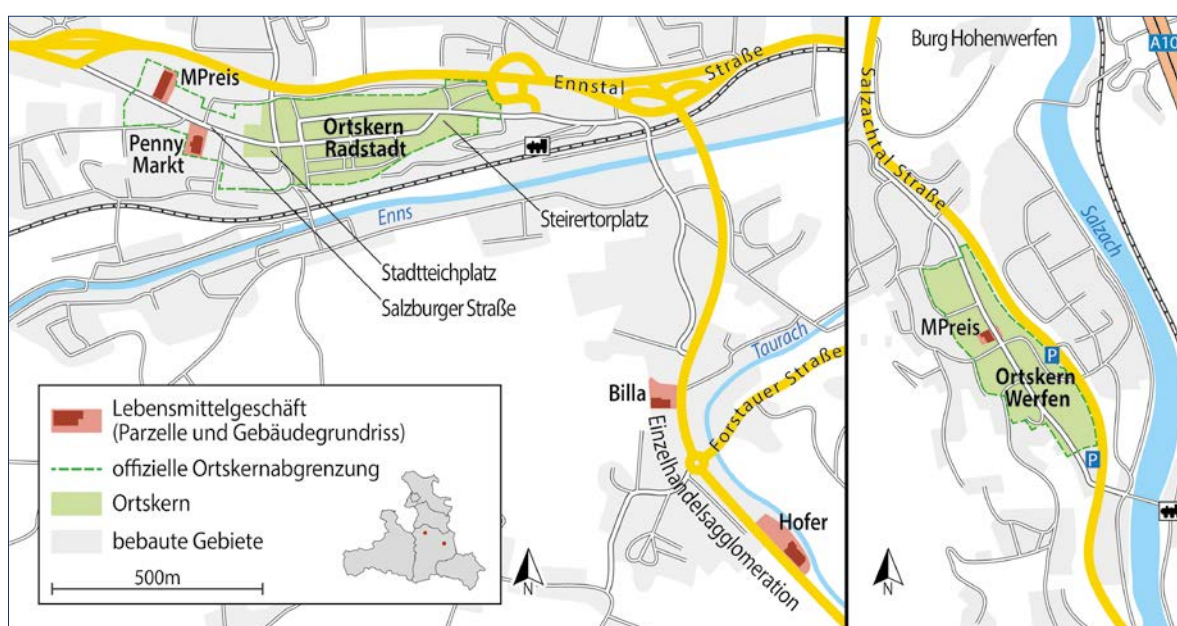 MPreis
Penny
Markt
Ortskern
Radstadt
Ennstal
Straße
Steirertorplatz
Enns
Stadtteichplatz
Salzburger Straße
Taurach
Forstauer Straße
Billa
Einzelhandelsagglomeration
Hofer
Lebensmittelgeschäft
(Parzelle und Gebäudegrundriss)
offizielle Ortskernabgrenzung
Ortskern
bebaute Gebiete
500m
N
Burg Hohenwerfen
A10
Salzachtal Straße
Salzach
MPreis
P
Ortskern
Werfen
P
N